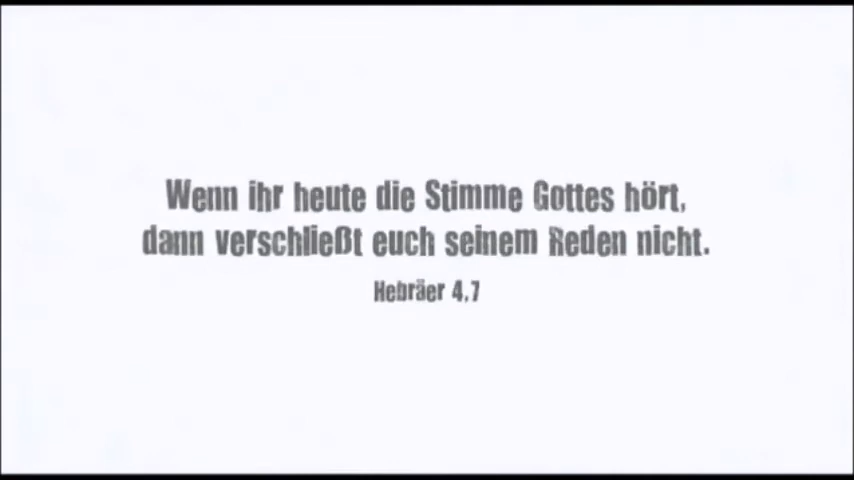 Wenn ihr heute die Stimme Gottes hört,
dann verschließt euch seinem Reden nicht.
Hebräer 4,7